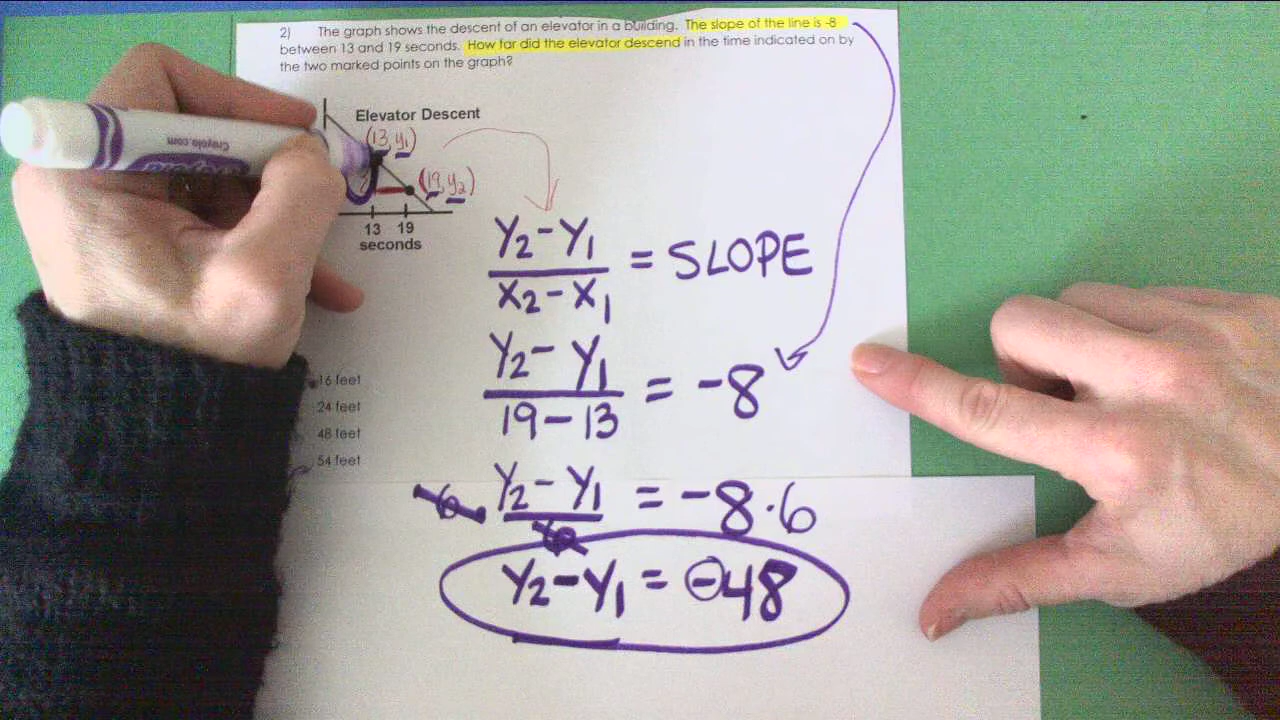 2) The graph shows the descent of an elevator in a building. The slope of the line is -8
between 13 and 19 seconds. How far did the elevator descend in the time indicated on by
the two marked points on the graph?
Elevator Descent
(13, y₁)
(19, y₂)
13 19
seconds
Crayola.com
16 feet
24 feet
48 feet
54 feet
Y₂ - Y₁
X₂ - X₁
= SLOPE
Y₂ - Y₁
19 - 13
= -8
6 Y₂ - Y₁
6
= -8 · 6
Y₂ - Y₁ = -48